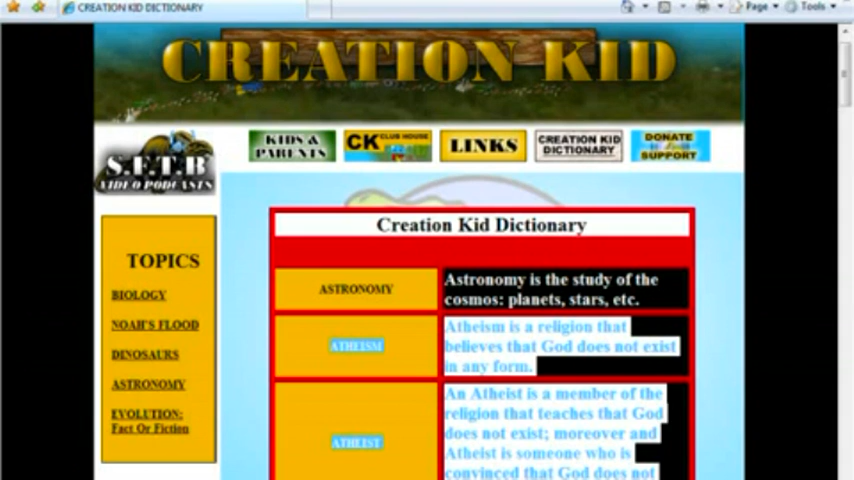 CREATION KID DICTIONARY
Page
Tools
CREATION KID
S.F.T.B
VIDEO PODCASTS
KIDS &
PARENTS
CK CLUB HOUSE
LINKS
CREATION KID
DICTIONARY
DONATE
SUPPORT
Creation Kid Dictionary
TOPICS
BIOLOGY
NOAH'S FLOOD
DINOSAURS
ASTRONOMY
EVOLUTION:
Fact Or Fiction
ASTRONOMY
Astronomy is the study of the
cosmos: planets, stars, etc.
ATHEISM
Atheism is a religion that
believes that God does not exist
in any form.
ATHEIST
An Atheist is a member of the
religion that teaches that God
does not exist; moreover and
Atheist is someone who is
convinced that God does not